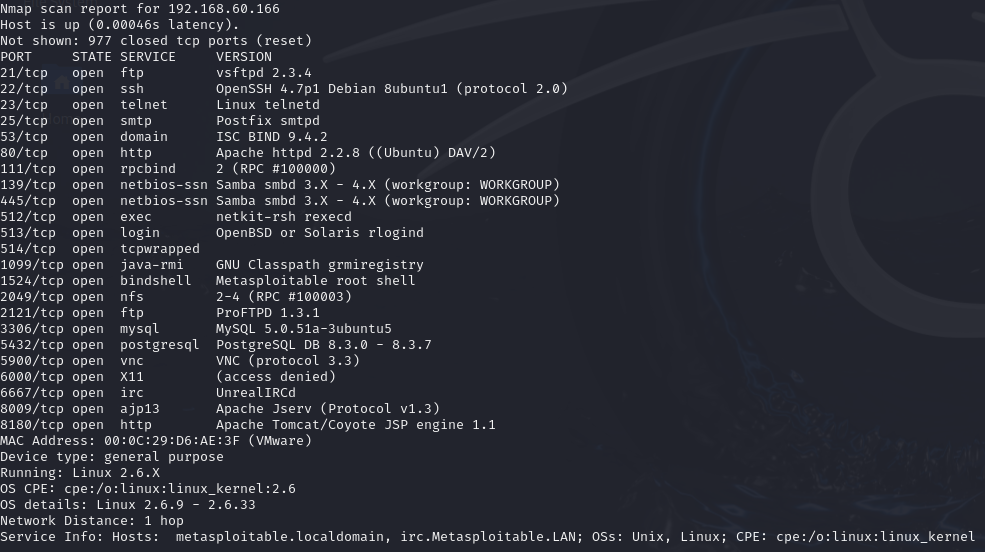 Nmap scan report for 192.168.60.166
Host is up (0.00046s latency).
Not shown: 977 closed tcp ports (reset)
PORT     STATE SERVICE     VERSION
21/tcp   open  ftp         vsftpd 2.3.4
22/tcp   open  ssh         OpenSSH 4.7p1 Debian 8ubuntu1 (protocol 2.0)
23/tcp   open  telnet      Linux telnetd
25/tcp   open  smtp        Postfix smtpd
53/tcp   open  domain      ISC BIND 9.4.2
80/tcp   open  http        Apache httpd 2.2.8 ((Ubuntu) DAV/2)
111/tcp  open  rpcbind     2 (RPC #100000)
139/tcp  open  netbios-ssn Samba smbd 3.X - 4.X (workgroup: WORKGROUP)
445/tcp  open  netbios-ssn Samba smbd 3.X - 4.X (workgroup: WORKGROUP)
512/tcp  open  exec        netkit-rsh rexecd
513/tcp  open  login       OpenBSD or Solaris rlogind
514/tcp  open  tcpwrapped
1099/tcp open  java-rmi    GNU Classpath grmiregistry
1524/tcp open  bindshell   Metasploitable root shell
2049/tcp open  nfs         2-4 (RPC #100003)
2121/tcp open  ftp         ProFTPD 1.3.1
3306/tcp open  mysql       MySQL 5.0.51a-3ubuntu5
5432/tcp open  postgresql  PostgreSQL DB 8.3.0 - 8.3.7
5900/tcp open  vnc         VNC (protocol 3.3)
6000/tcp open  X11         (access denied)
6667/tcp open  irc         UnrealIRCd
8009/tcp open  ajp13       Apache Jserv (Protocol v1.3)
8180/tcp open  http        Apache Tomcat/Coyote JSP engine 1.1
MAC Address: 00:0C:29:D6:AE:3F (VMware)
Device type: general purpose
Running: Linux 2.6.X
OS CPE: cpe:/o:linux:linux_kernel:2.6
OS details: Linux 2.6.9 - 2.6.33
Network Distance: 1 hop
Service Info: Hosts:  metasploitable.localdomain, irc.Metasploitable.LAN; OSs: Unix, Linux; CPE: cpe:/o:linux:linux_kernel